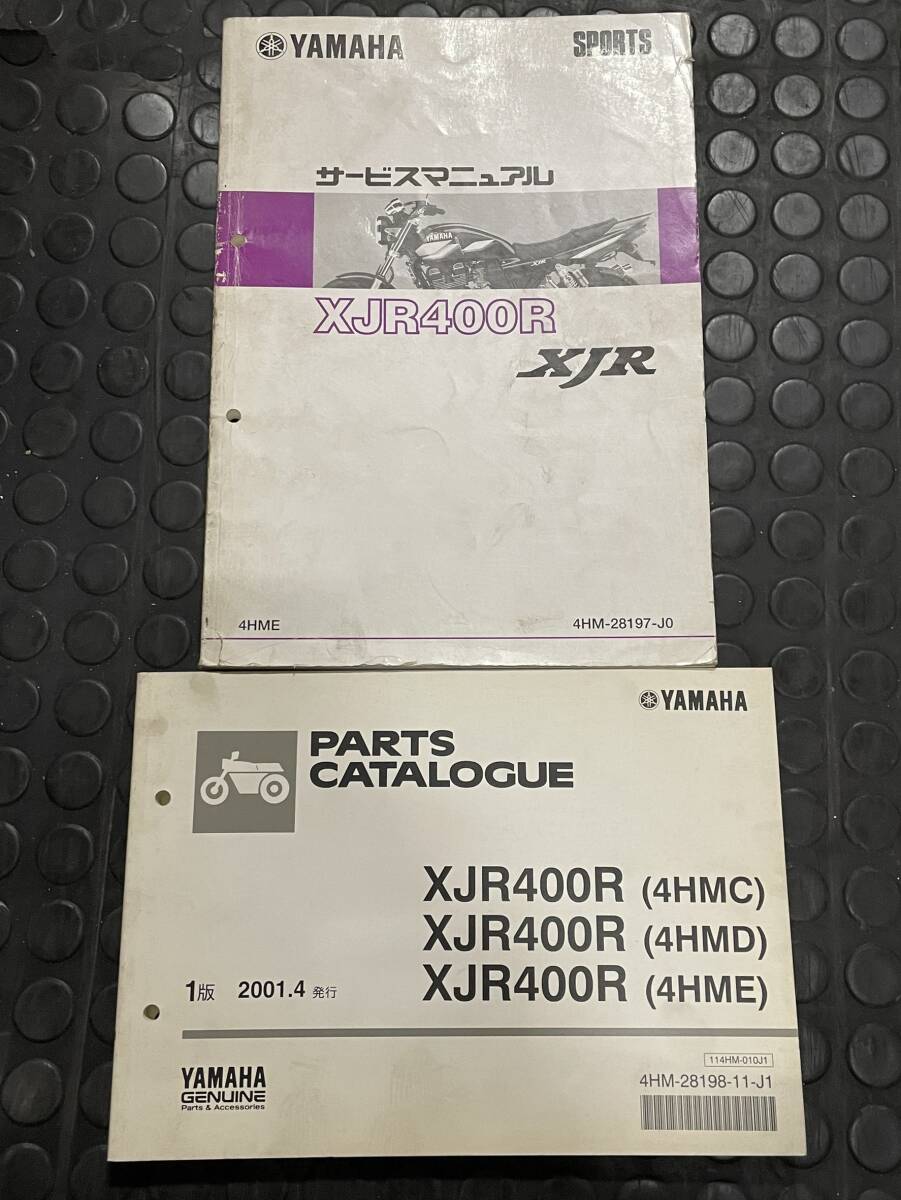 YAMAHA SPORTS
サービスマニュアル
YAMAHA
XJR
XJR400R
XJR
4HME 4HM-28197-J0
YAMAHA
PARTS
CATALOGUE
XJR400R (4HMC)
XJR400R (4HMD)
XJR400R (4HME)
1版 2001.4 発行
114HM-010J1
4HM-28198-11-J1
YAMAHA
GENUINE
Parts & Accessories